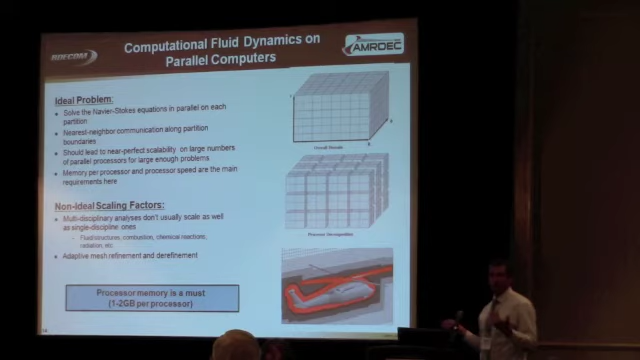 RDECOM
Computational Fluid Dynamics on
Parallel Computers
AMRDEC
Ideal Problem:
Solve the Navier-Stokes equations in parallel on each
partition
Nearest-neighbor communication along partition
boundaries
Should lead to near-perfect scalability on large numbers
of parallel processors for large enough problems
Memory per processor and processor speed are the main
requirements here
Non-Ideal Scaling Factors:
Multi-disciplinary analyses don't usually scale as well
as single-discipline ones
Fluid/structures, combustion, chemical reactions,
radiation, etc
Adaptive mesh refinement and derefinement
Processor memory is a must
(1-2GB per processor)